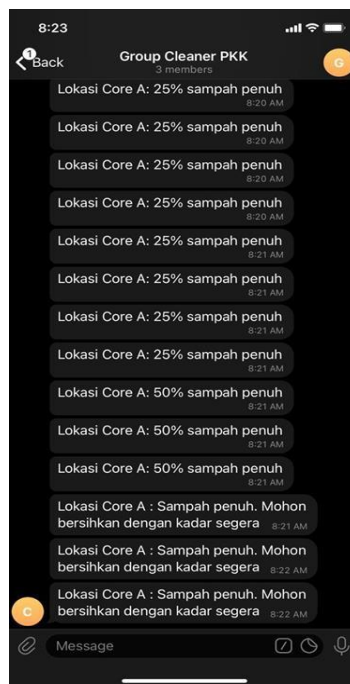 8:23
1
Back
Group Cleaner PKK
3 members
G
Lokasi Core A: 25% sampah penuh
8:20 AM
Lokasi Core A: 25% sampah penuh
8:20 AM
Lokasi Core A: 25% sampah penuh
8:20 AM
Lokasi Core A: 25% sampah penuh
8:20 AM
Lokasi Core A: 25% sampah penuh
8:21 AM
Lokasi Core A: 25% sampah penuh
8:21 AM
Lokasi Core A: 25% sampah penuh
8:21 AM
Lokasi Core A: 25% sampah penuh
8:21 AM
Lokasi Core A: 50% sampah penuh
8:21 AM
Lokasi Core A: 50% sampah penuh
8:21 AM
Lokasi Core A: 50% sampah penuh
8:21 AM
Lokasi Core A : Sampah penuh. Mohon
bersihkan dengan kadar segera 8:21 AM
Lokasi Core A : Sampah penuh. Mohon
bersihkan dengan kadar segera 8:22 AM
Lokasi Core A : Sampah penuh. Mohon
bersihkan dengan kadar segera 8:22 AM
C
Message